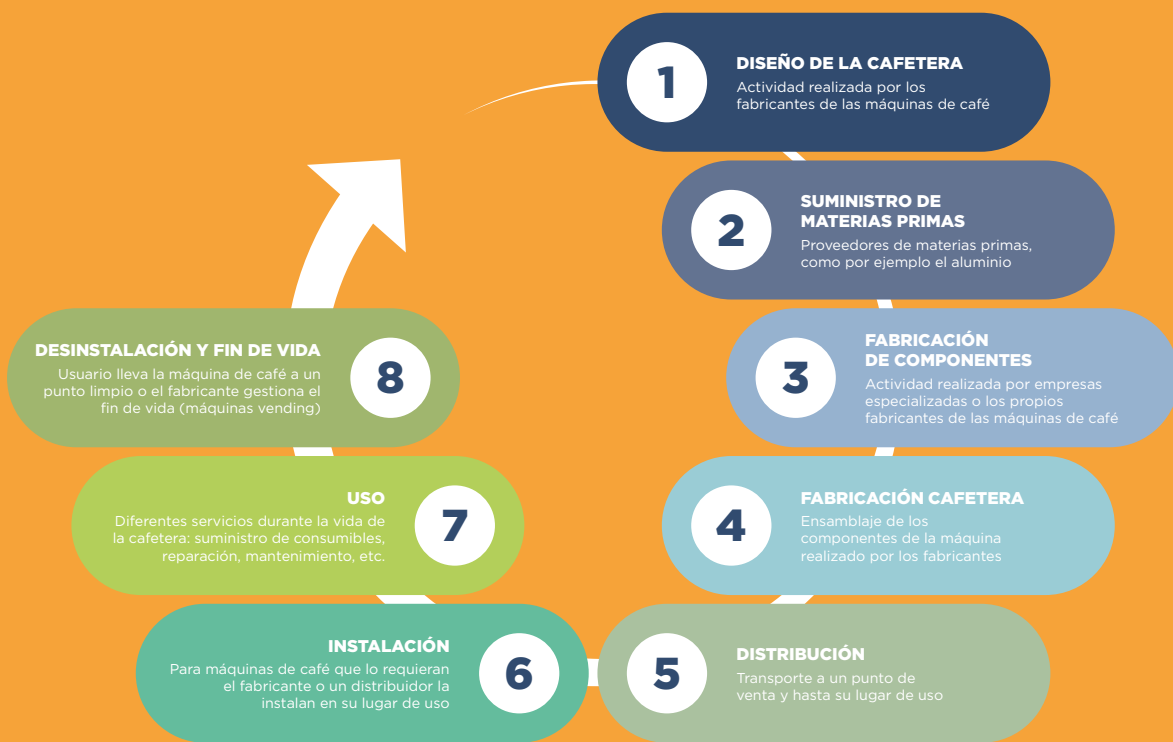 1
DISEÑO DE LA CAFETERA
Actividad realizada por los
fabricantes de las máquinas de café
2
SUMINISTRO DE
MATERIAS PRIMAS
Proveedores de materias primas,
como por ejemplo el aluminio
3
FABRICACIÓN
DE COMPONENTES
Actividad realizada por empresas
especializadas o los propios
fabricantes de las máquinas de café
4
FABRICACIÓN CAFETERA
Ensamblaje de los
componentes de la máquina
realizado por los fabricantes
5
DISTRIBUCIÓN
Transporte a un punto de
venta y hasta su lugar de uso
6
INSTALACIÓN
Para máquinas de café que lo requieran
el fabricante o un distribuidor la
instalan en su lugar de uso
7
USO
Diferentes servicios durante la vida de
la cafetera: suministro de consumibles,
reparación, mantenimiento, etc.
8
DESINSTALACIÓN Y FIN DE VIDA
Usuario lleva la máquina de café a un
punto limpio o el fabricante gestiona el
fin de vida (máquinas vending)